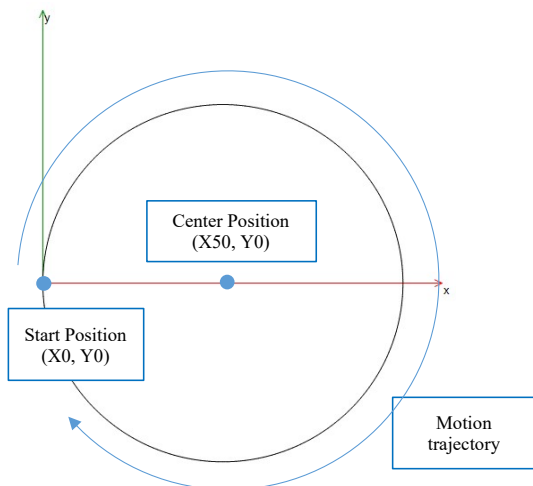 y
Center Position
(X50, Y0)
x
Start Position
(X0, Y0)
Motion
trajectory